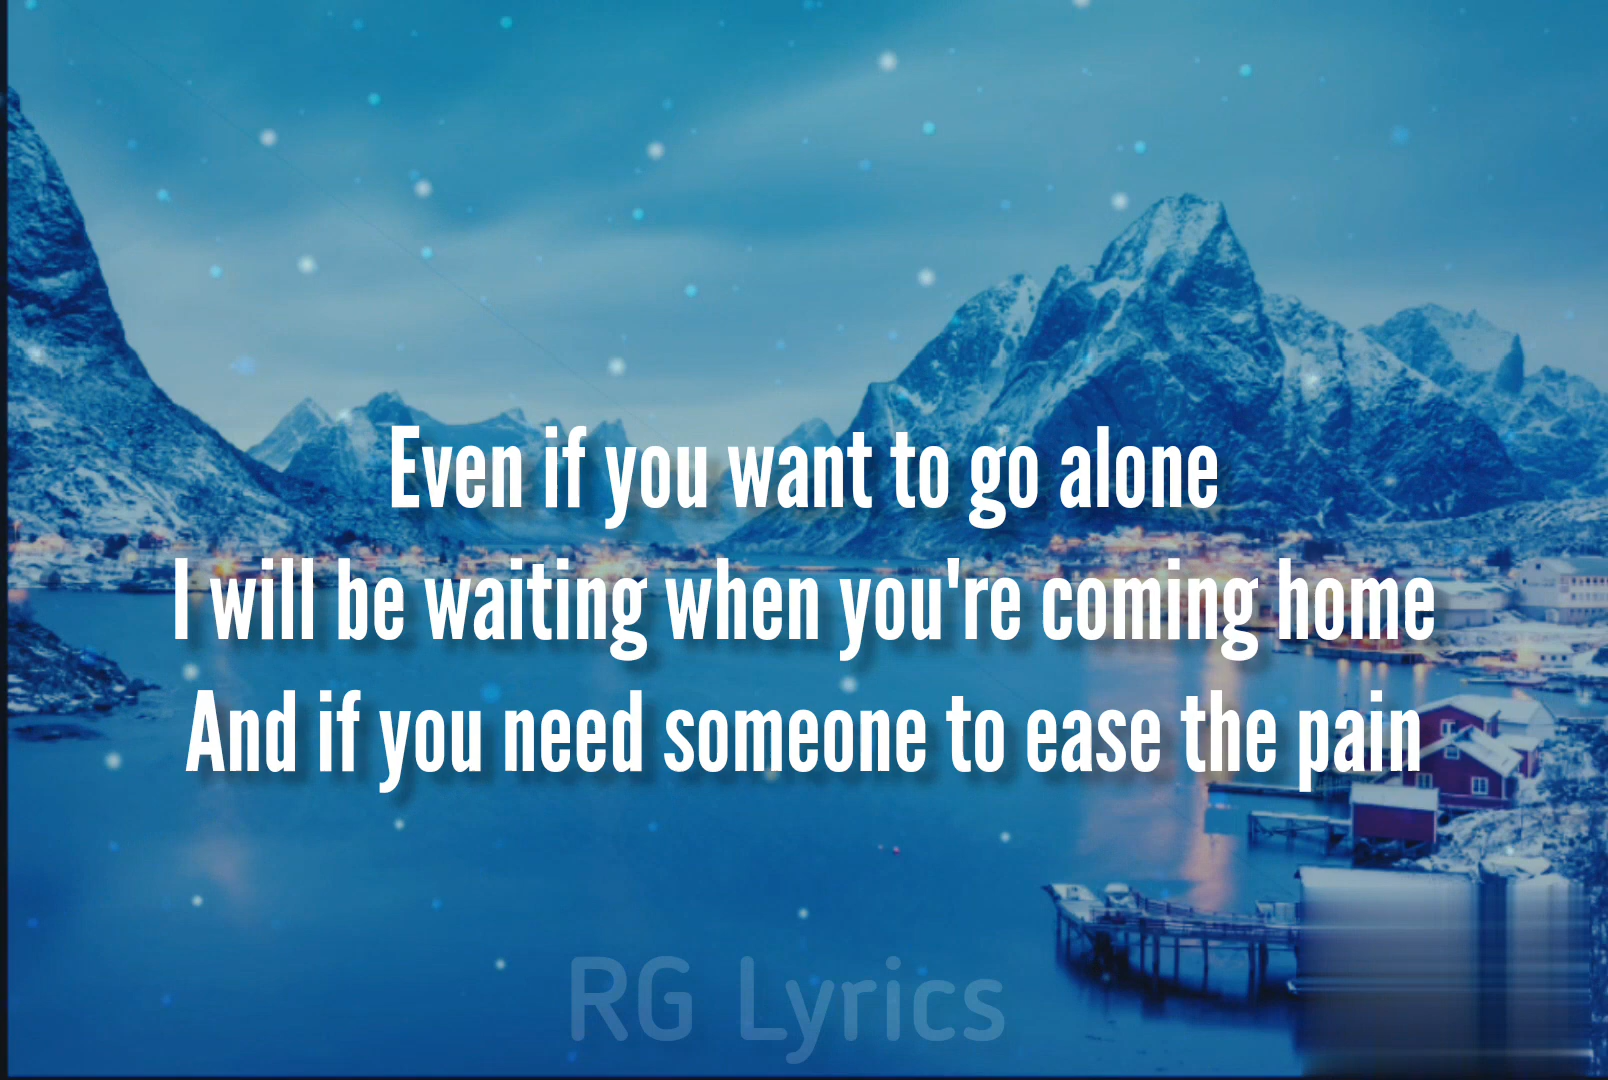 Even if you want to go alone
I will be waiting when you're coming home
And if you need someone to ease the pain
RG Lyrics